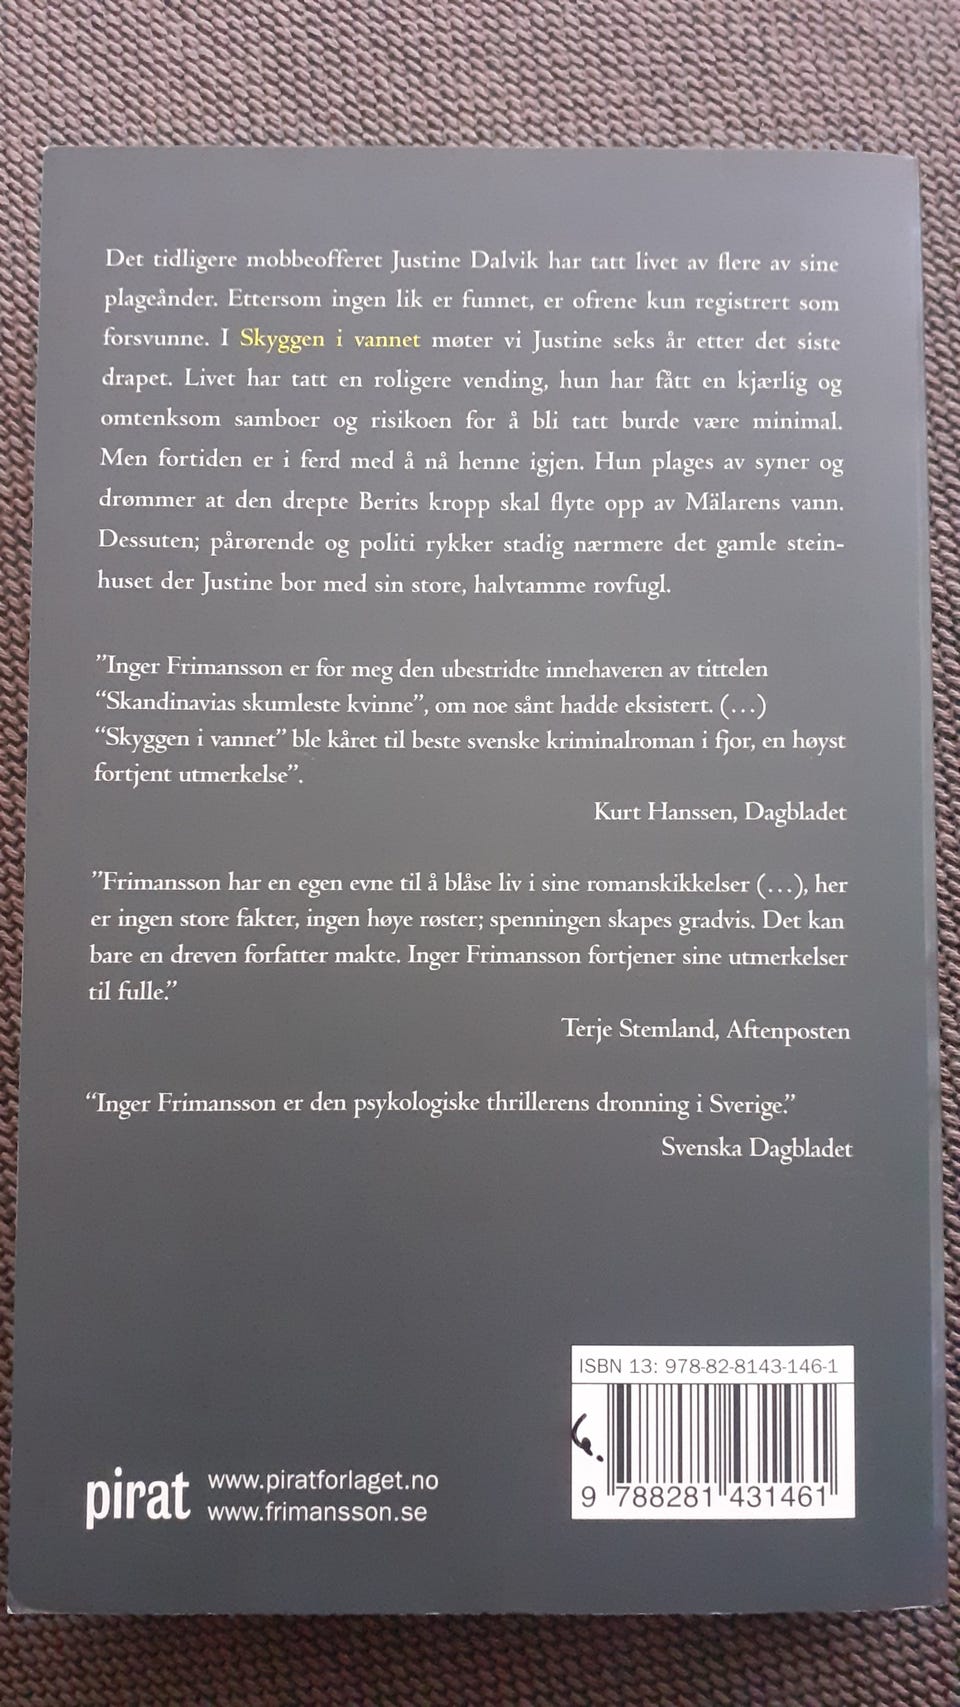 Det tidligere mobbeofferet Justine Dalvik har tatt livet av flere av sine
plageånder. Ettersom ingen lik er funnet, er ofrene kun registrert som
forsvunne. I Skyggen i vannet møter vi Justine seks år etter det siste
drapet. Livet har tatt en roligere vending, hun har fått en kjærlig og
omtenksom samboer og risikoen for å bli tatt burde være minimal.
Men fortiden er i ferd med å nå henne igjen. Hun plages av syner og
drømmer at den drepte Berits kropp skal flyte opp av Mälarens vann.
Dessuten; pårørende og politi rykker stadig nærmere det gamle stein-
huset der Justine bor med sin store, halvtamme rovfugl.
”Inger Frimansson er for meg den ubestridte innehaveren av tittelen
“Skandinavias skumleste kvinne”, om noe sånt hadde eksistert. (…)
“Skyggen i vannet” ble kåret til beste svenske kriminalroman i fjor, en høyst
fortjent utmerkelse”.
Kurt Hanssen, Dagbladet
”Frimansson har en egen evne til å blåse liv i sine romanskikkelser (…), her
er ingen store fakter, ingen høye røster; spenningen skapes gradvis. Det kan
bare en dreven forfatter makte. Inger Frimansson fortjener sine utmerkelser
til fulle.”
Terje Stemland, Aftenposten
“Inger Frimansson er den psykologiske thrillerens dronning i Sverige.”
Svenska Dagbladet
ISBN 13: 978-82-8143-146-1
6.
9 788281 431461
pirat www.piratforlaget.no
www.frimansson.se